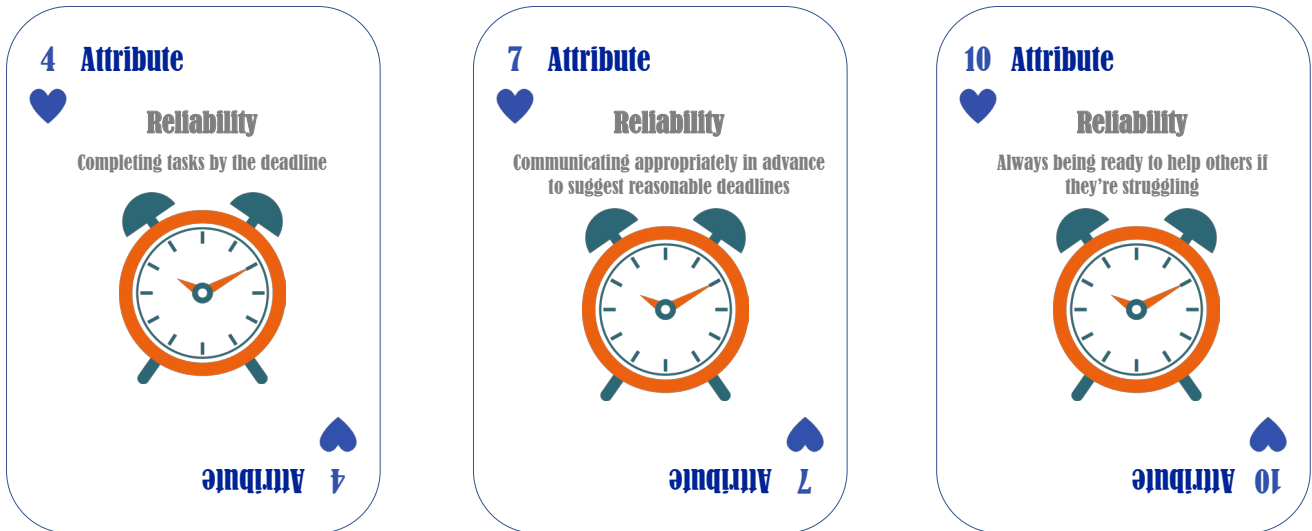 4 Attribute
Reliability
Completing tasks by the deadline
4 Attribute
7 Attribute
Reliability
Communicating appropriately in advance
to suggest reasonable deadlines
7 Attribute
10 Attribute
Reliability
Always being ready to help others if
they’re struggling
10 Attribute